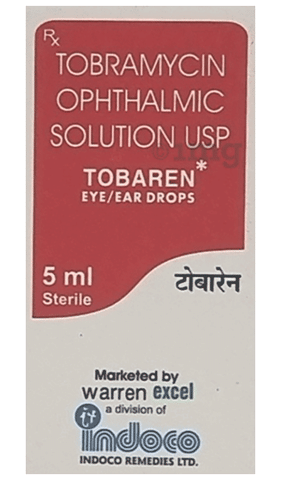 Rx
TOBRAMYCIN
OPHTHALMIC
SOLUTION USP
TOBAREN*
EYE/EAR DROPS
5 ml
Sterile
टोबारेन
Marketed by
warren excel
a division of
indoco
INDOCO REMEDIES LTD.